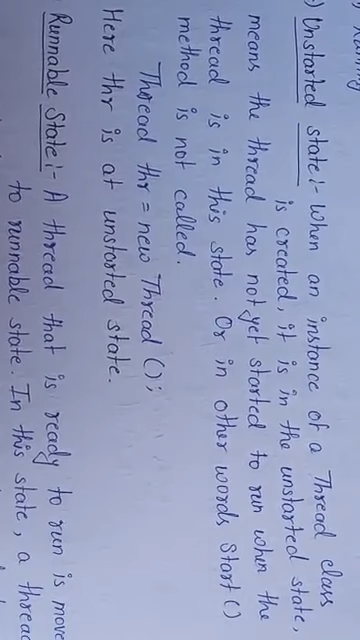 Running
) Unstarted state:- When an instance of a Thread class
is created, it is in the unstarted state,
means the thread has not yet started to run when the
thread is in this state. Or in other words Start()
method is not called.
Thread thr = new Thread();
Here thr is at unstarted state.
Runnable State:- A thread that is ready to run is move
to runnable state. In this state, a threa